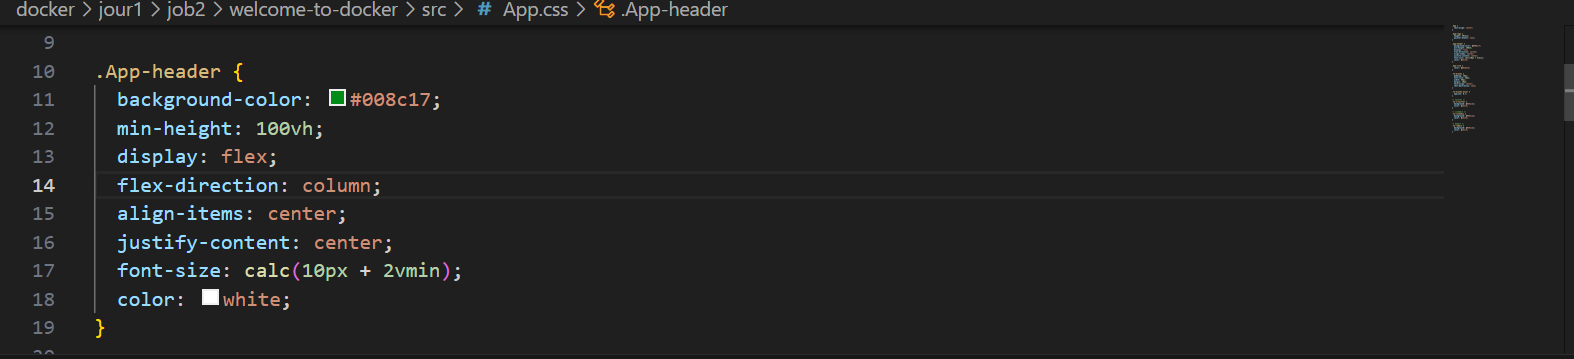 docker > jour1 > job2 > welcome-to-docker > src > # App.css > .App-header
9
10 .App-header {
11 background-color: #008c17;
12 min-height: 100vh;
13 display: flex;
14 flex-direction: column;
15 align-items: center;
16 justify-content: center;
17 font-size: calc(10px + 2vmin);
18 color: white;
19 }